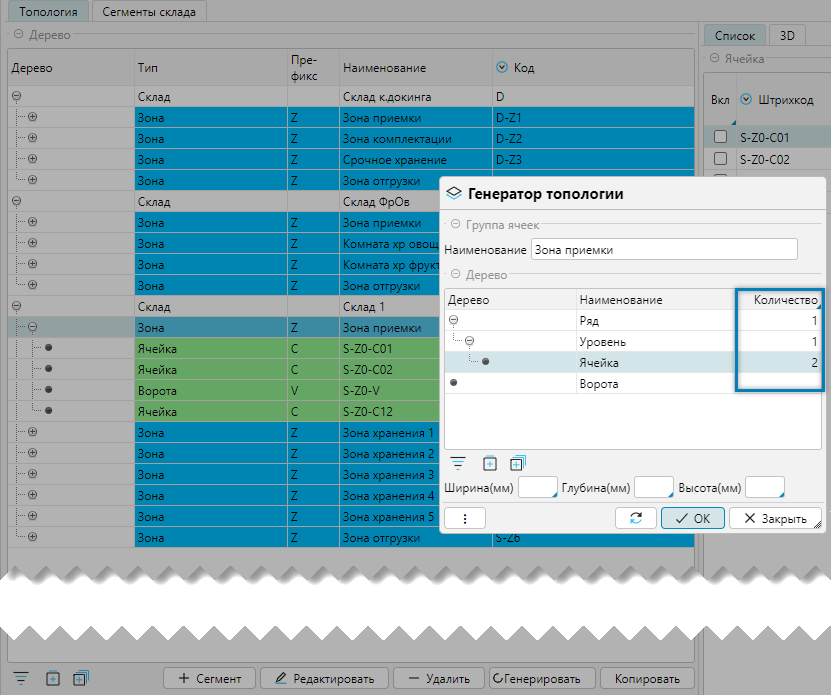 Топология Сегменты склада
Дерево
Список 3D
Дерево Тип Пре-фикс Наименование Код
Ячейка
Вкл Штрихкод
Склад Склад к.докинга D
Зона Z Зона приемки D-Z1
Зона Z Зона комплектации D-Z2
S-Z0-C01
Зона Z Срочное хранение D-Z3
S-Z0-C02
Зона Z Зона отгрузки
Склад Склад ФрОв
Зона Z Зона приемки
Зона Z Комната хр овощ
Зона Z Комната хр фрукт
Зона Z Зона отгрузки
Склад Склад 1
Зона Z Зона приемки
Ячейка C S-Z0-C01
Ячейка C S-Z0-C02
Ворота V S-Z0-V
Ячейка C S-Z0-C12
Зона Z Зона хранения 1
Зона Z Зона хранения 2
Зона Z Зона хранения 3
Зона Z Зона хранения 4
Зона Z Зона хранения 5
Зона Z Зона отгрузки S-Z6
Генератор топологии
Группа ячеек
Наименование Зона приемки
Дерево
Дерево Наименование Количество
Ряд 1
Уровень 1
Ячейка 2
Ворота
Ширина(мм) Глубина(мм) Высота(мм)
OK Закрыть
Сегмент Редактировать Удалить Генерировать Копировать